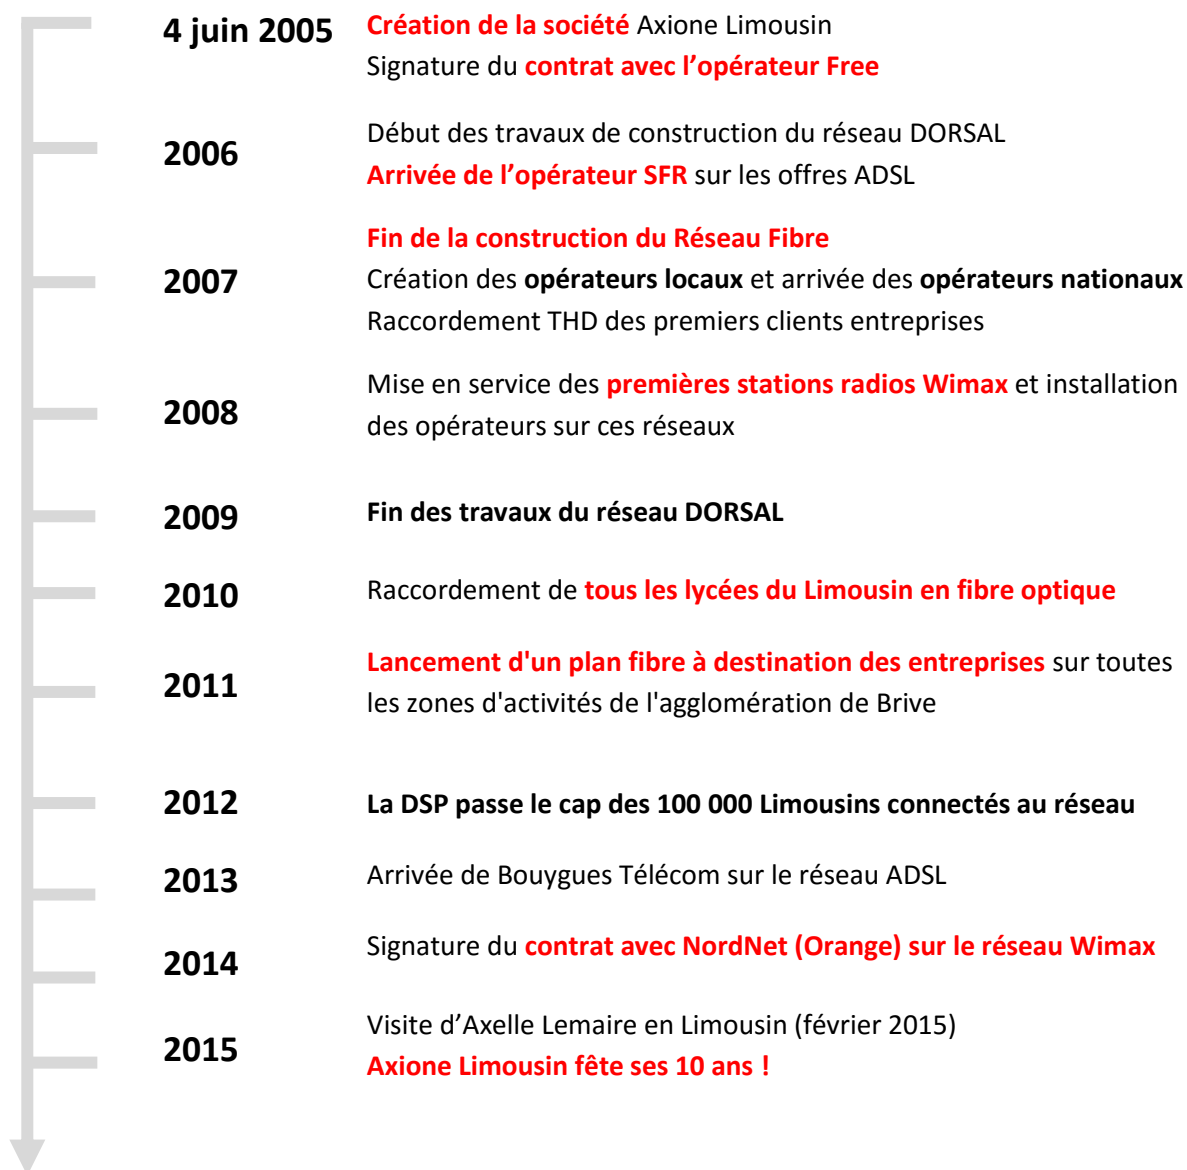 4 juin 2005
Création de la société Axione Limousin
Signature du contrat avec l’opérateur Free
2006
Début des travaux de construction du réseau DORSAL
Arrivée de l’opérateur SFR sur les offres ADSL
2007
Fin de la construction du Réseau Fibre
Création des opérateurs locaux et arrivée des opérateurs nationaux
Raccordement THD des premiers clients entreprises
2008
Mise en service des premières stations radios Wimax et installation
des opérateurs sur ces réseaux
2009
Fin des travaux du réseau DORSAL
2010
Raccordement de tous les lycées du Limousin en fibre optique
2011
Lancement d'un plan fibre à destination des entreprises sur toutes
les zones d'activités de l'agglomération de Brive
2012
La DSP passe le cap des 100 000 Limousins connectés au réseau
2013
Arrivée de Bouygues Télécom sur le réseau ADSL
2014
Signature du contrat avec NordNet (Orange) sur le réseau Wimax
2015
Visite d’Axelle Lemaire en Limousin (février 2015)
Axione Limousin fête ses 10 ans !